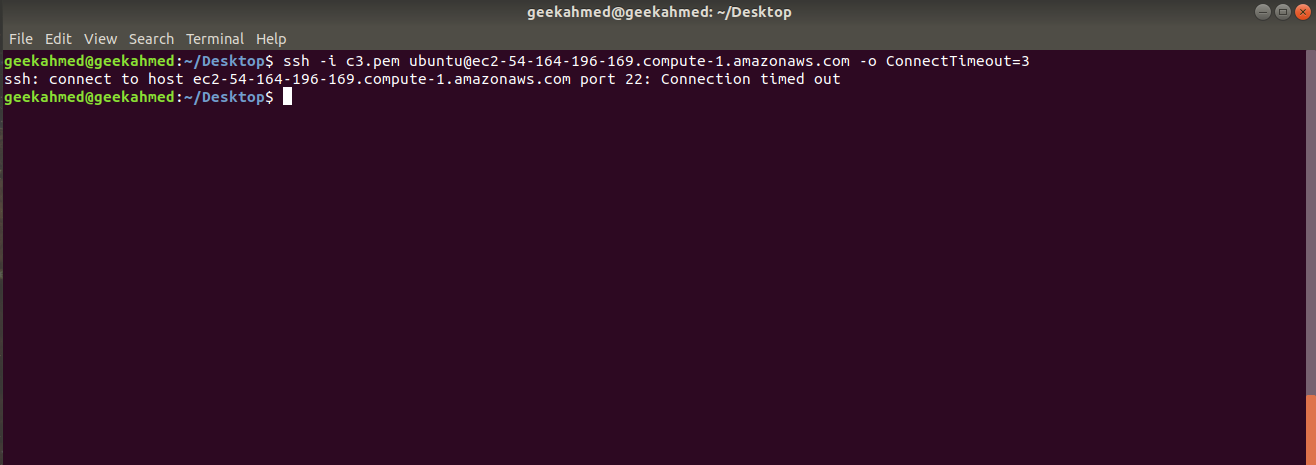 geekahmed@geekahmed: ~/Desktop
File Edit View Search Terminal Help
geekahmed@geekahmed:~/Desktop$ ssh -i c3.pem ubuntu@ec2-54-164-196-169.compute-1.amazonaws.com -o ConnectTimeout=3
ssh: connect to host ec2-54-164-196-169.compute-1.amazonaws.com port 22: Connection timed out
geekahmed@geekahmed:~/Desktop$